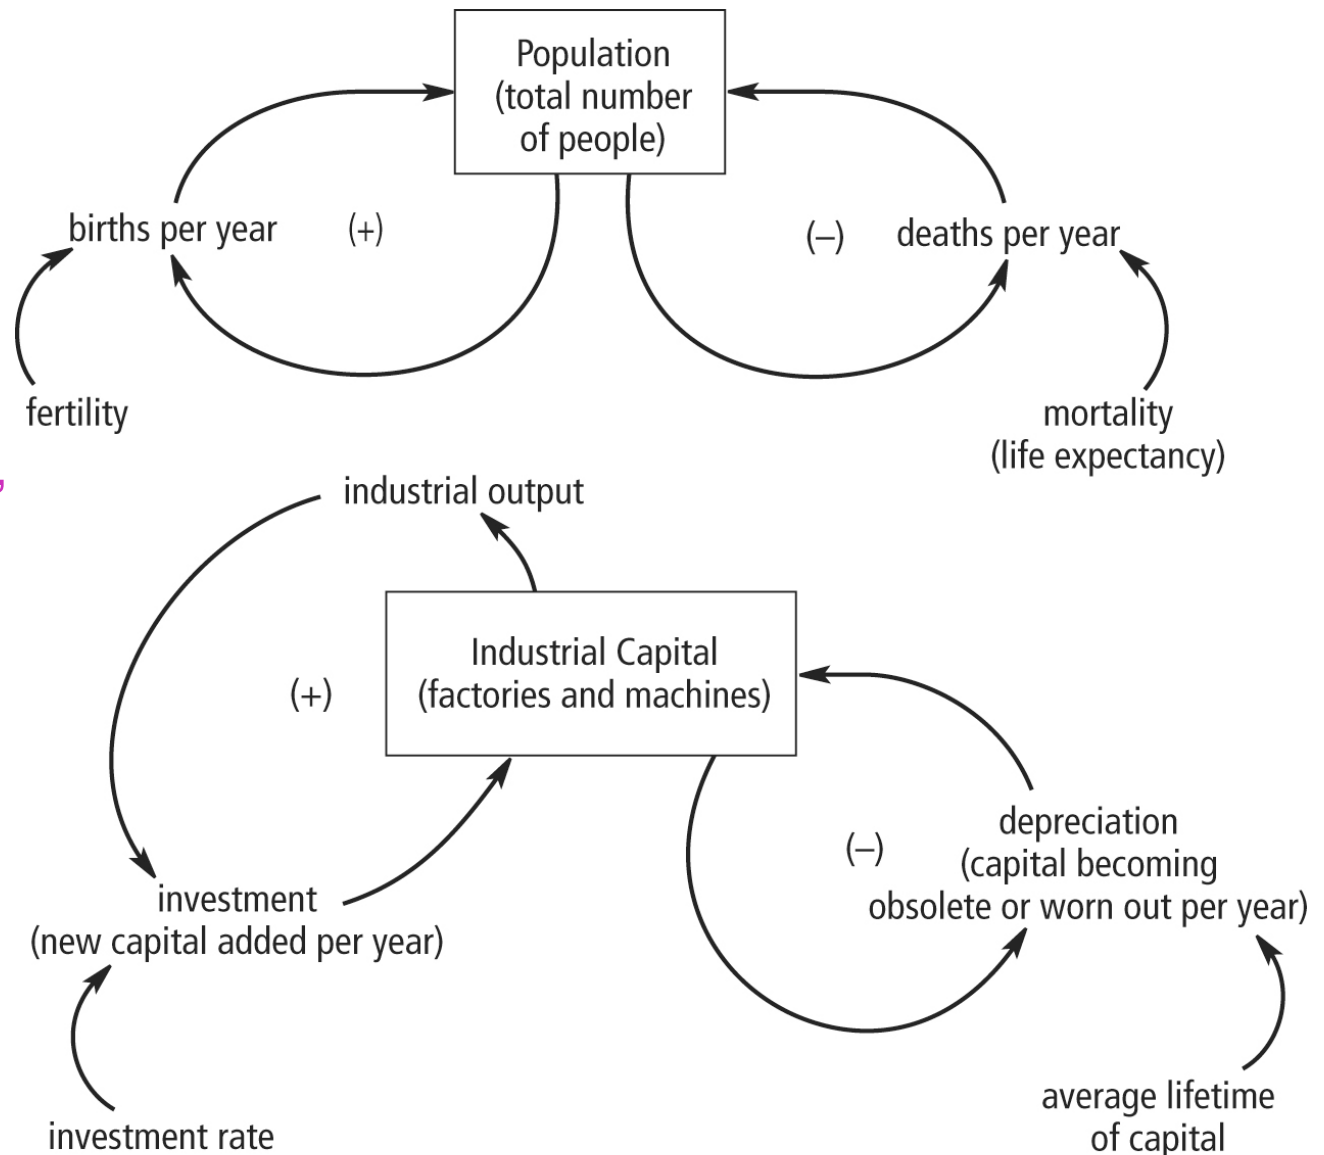 Population
(total number
of people)
births per year
(+)
(–)
deaths per year
fertility
mortality
(life expectancy)
industrial output
Industrial Capital
(factories and machines)
(+)
depreciation
(capital becoming
obsolete or worn out per year)
(–)
investment
(new capital added per year)
average lifetime
of capital
investment rate